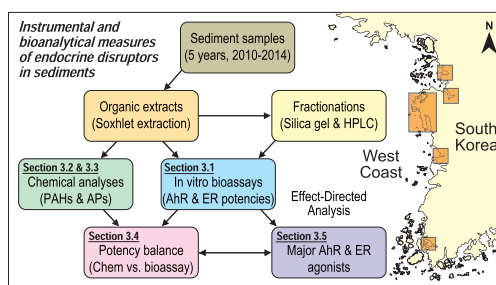 Instrumental and
bioanalytical measures
of endocrine disruptors
in sediments
Sediment samples
(5 years, 2010-2014)
Organic extracts
(Soxhlet extraction)
Fractionations
(Silica gel & HPLC)
Section 3.2 & 3.3
Chemical analyses
(PAHs & APs)
Section 3.1
In vitro bioassays
(AhR & ER potencies)
Effect-Directed
Analysis
Section 3.4
Potency balance
(Chem vs. bioassay)
Section 3.5
Major AhR & ER
agonists
N
South
Korea
West
Coast